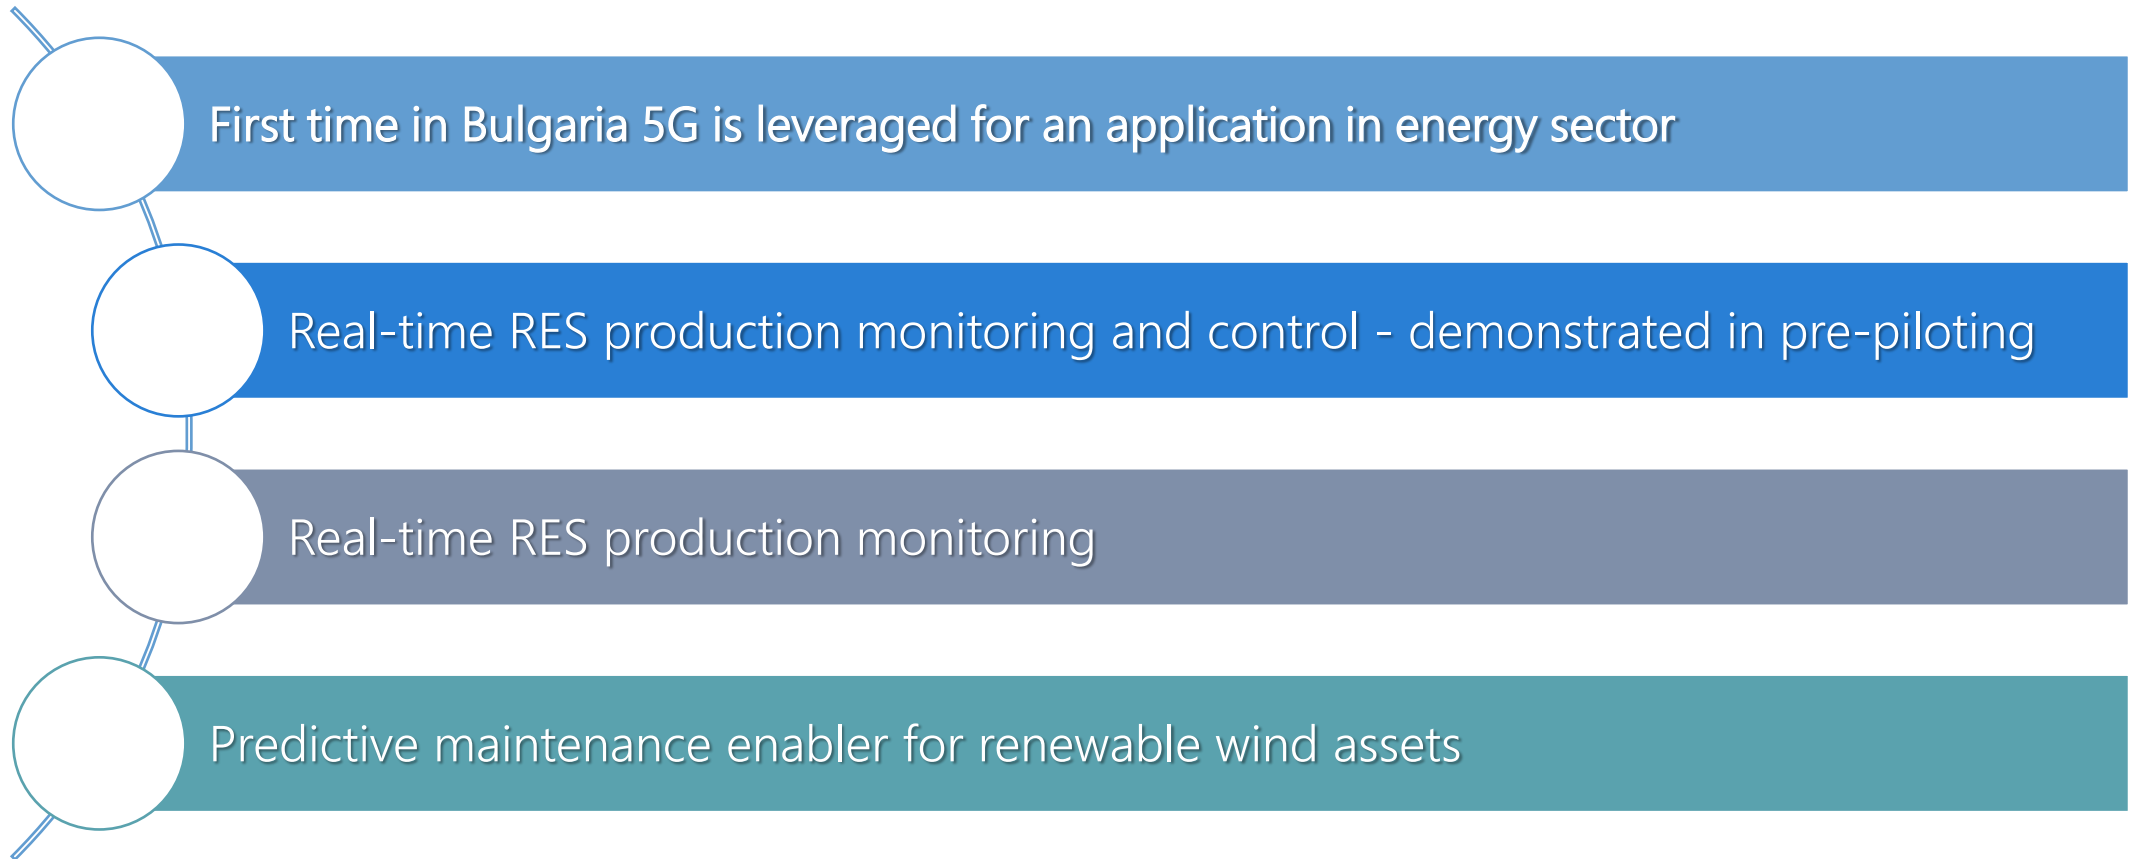 First time in Bulgaria 5G is leveraged for an application in energy sector
Real-time RES production monitoring and control - demonstrated in pre-piloting
Real-time RES production monitoring
Predictive maintenance enabler for renewable wind assets